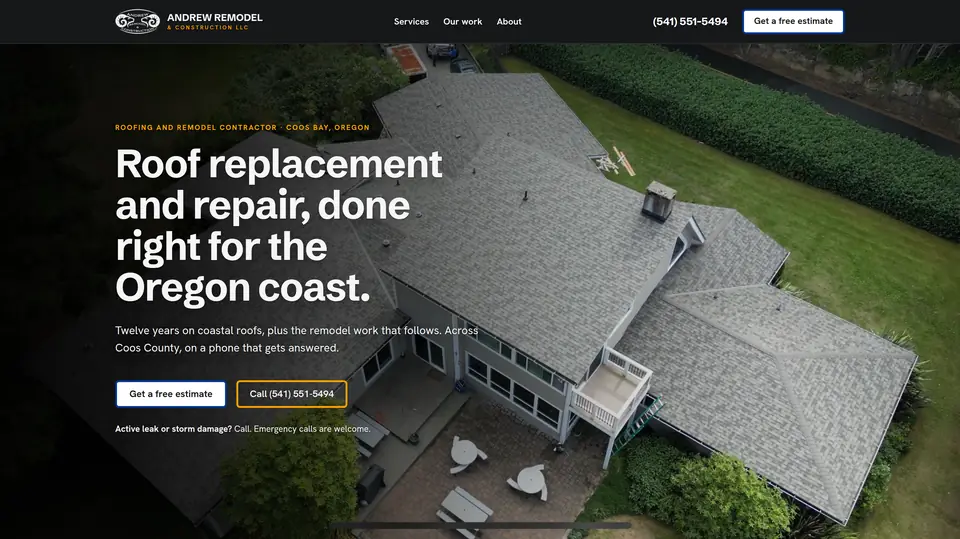 ANDREW REMODEL
& CONSTRUCTION LLC
Services
Our work
About
(541) 551-5494
Get a free estimate
ROOFING AND REMODEL CONTRACTOR · COOS BAY, OREGON
Roof replacement
and repair, done
right for the
Oregon coast.
Twelve years on coastal roofs, plus the remodel work that follows. Across
Coos County, on a phone that gets answered.
Get a free estimate
Call (541) 551-5494
Active leak or storm damage? Call. Emergency calls are welcome.